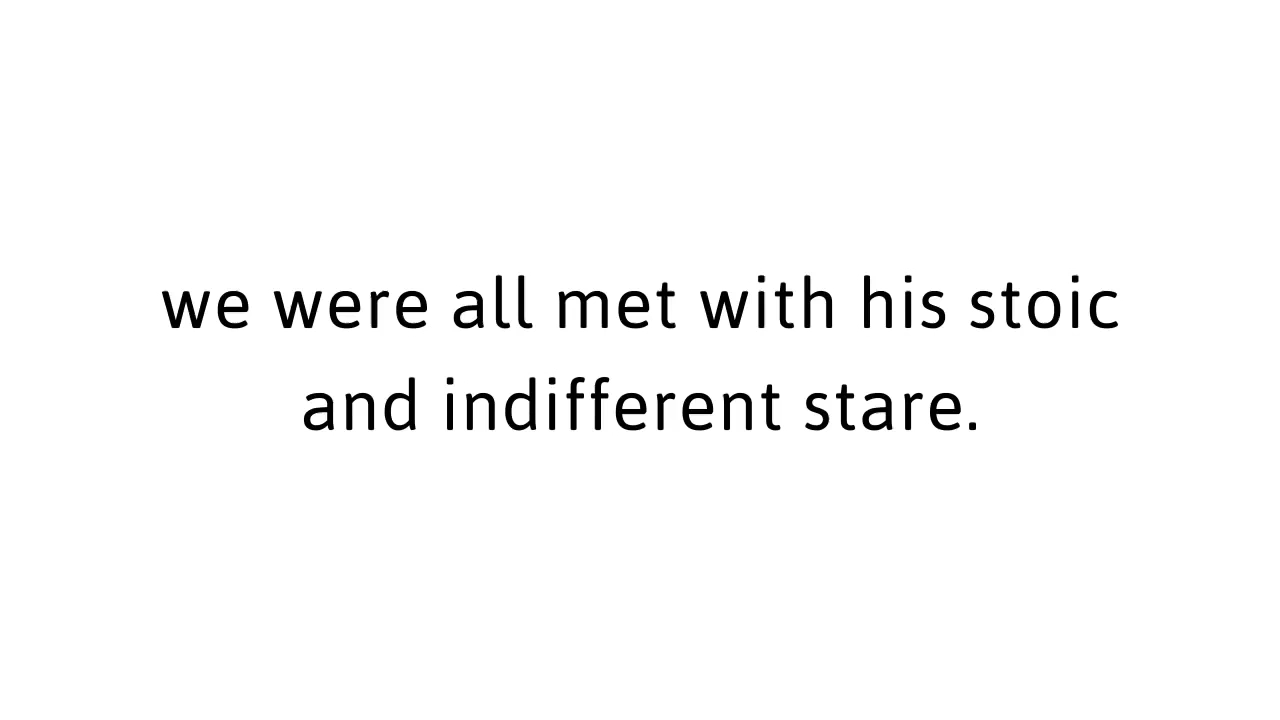 we were all met with his stoic
and indifferent stare.